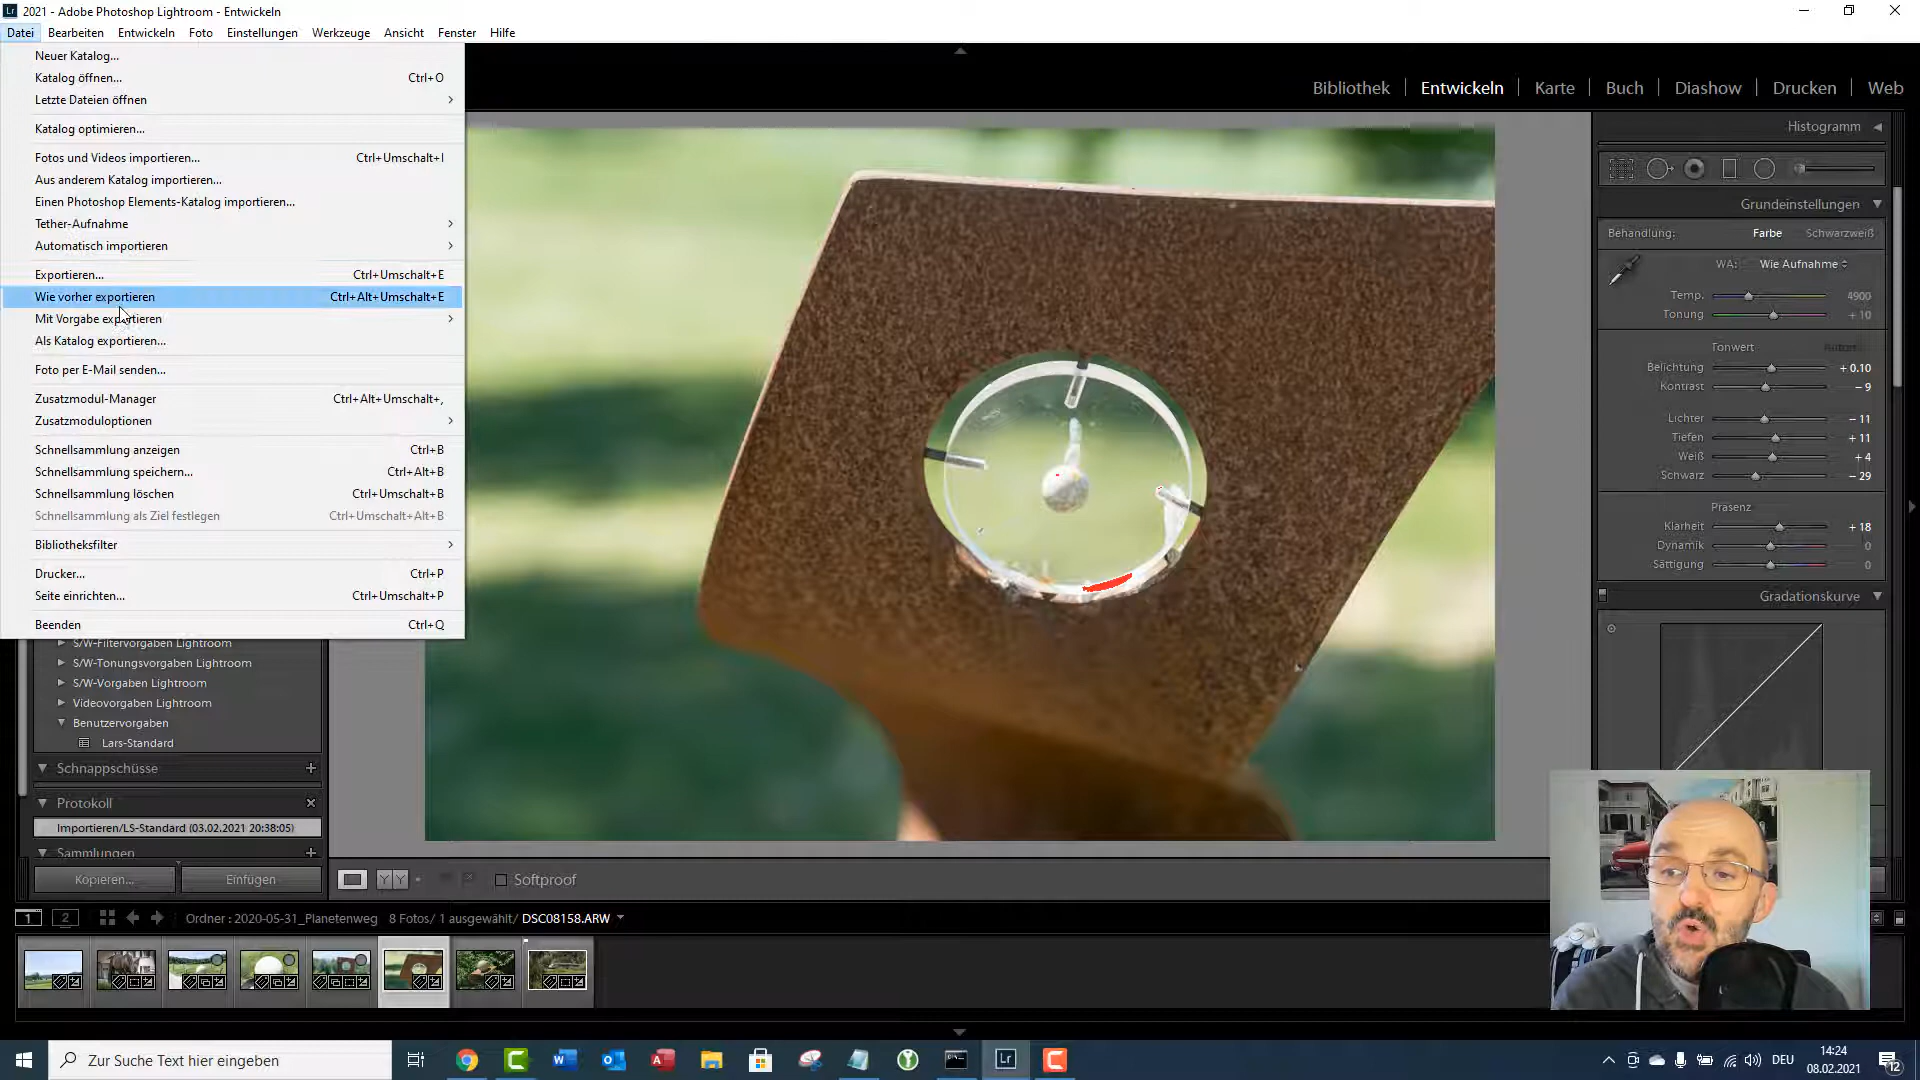 Lr 2021 - Adobe Photoshop Lightroom - Entwickeln
Datei Bearbeiten Entwickeln Foto Einstellungen Werkzeuge Ansicht Fenster Hilfe
Neuer Katalog...
Katalog öffnen... Ctrl+O
Letzte Dateien öffnen
Katalog optimieren...
Fotos und Videos importieren... Ctrl+Umschalt+I
Aus anderem Katalog importieren...
Einen Photoshop Elements-Katalog importieren...
Tether-Aufnahme
Automatisch importieren
Exportieren... Ctrl+Umschalt+E
Wie vorher exportieren Ctrl+Alt+Umschalt+E
Mit Vorgabe exportieren
Als Katalog exportieren...
Foto per E-Mail senden...
Zusatzmodul-Manager Ctrl+Alt+Umschalt+,
Zusatzmoduloptionen
Schnellsammlung anzeigen Ctrl+B
Schnellsammlung speichern... Ctrl+Alt+B
Schnellsammlung löschen Ctrl+Umschalt+B
Schnellsammlung als Ziel festlegen Ctrl+Umschalt+Alt+B
Bibliotheksfilter
Drucker... Ctrl+P
Seite einrichten... Ctrl+Umschalt+P
Beenden Ctrl+Q
S/W-Filtervorgaben Lightroom
S/W-Tonungsvorgaben Lightroom
S/W-Vorgaben Lightroom
Videovorgaben Lightroom
Benutzervorgaben
Lars-Standard
Schnappschüsse
Protokoll
Importieren/LS-Standard (03.02.2021 20:38:05)
Sammlungen
Kopieren... Einfügen
Softproof
Bibliothek Entwickeln Karte Buch Diashow Drucken Web
Histogramm
Grundeinstellungen
Behandlung: Farbe Schwarzweiß
WA: Wie Aufnahme
Temp. 4900
Tonung + 10
Tonwert
Belichtung + 0.10
Kontrast – 9
Lichter – 11
Tiefen + 11
Weiß + 4
Schwarz – 29
Präsenz
Klarheit + 18
Dynamik 0
Sättigung 0
Gradationskurve
1 2 Ordner : 2020-05-31_Planetenweg 8 Fotos/ 1 ausgewählt/ DSC08158.ARW
Zur Suche Text hier eingeben
Lr
DEU
14:24
08.02.2021
12